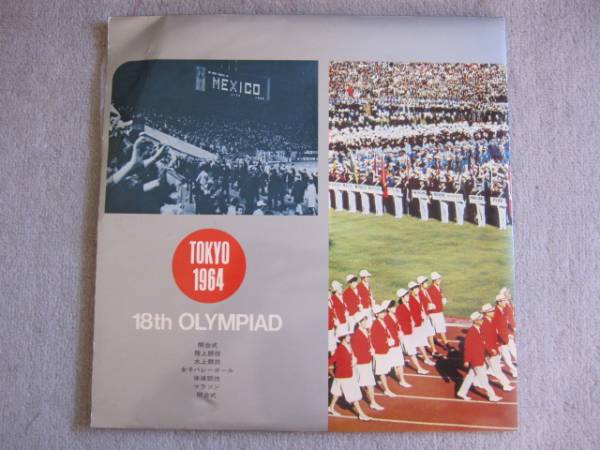 MEXICO
TOKYO
1964
18th OLYMPIAD
開会式
陸上競技
水上競技
女子バレーボール
体操競技
マラソン
閉会式